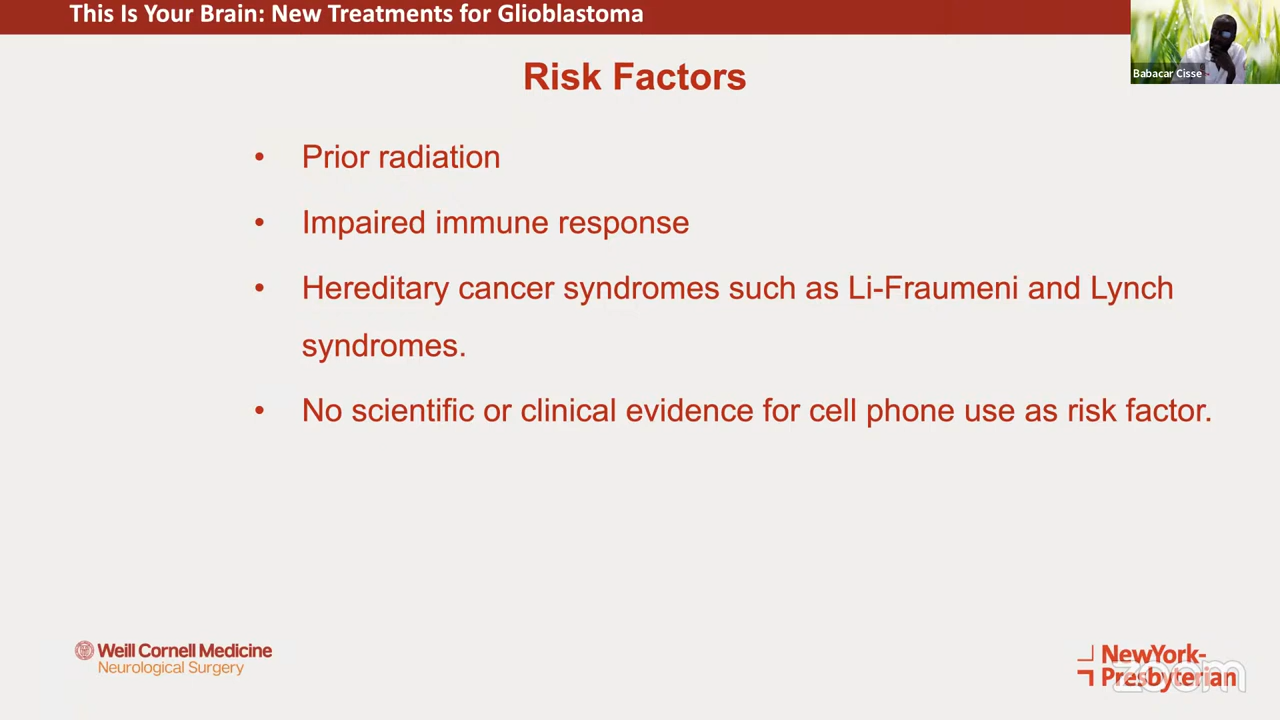 This Is Your Brain: New Treatments for Glioblastoma
Babacar Cisse
Risk Factors
• Prior radiation
• Impaired immune response
• Hereditary cancer syndromes such as Li-Fraumeni and Lynch
syndromes.
• No scientific or clinical evidence for cell phone use as risk factor.
Weill Cornell Medicine
Neurological Surgery
NewYork-
Presbyterian
zoom